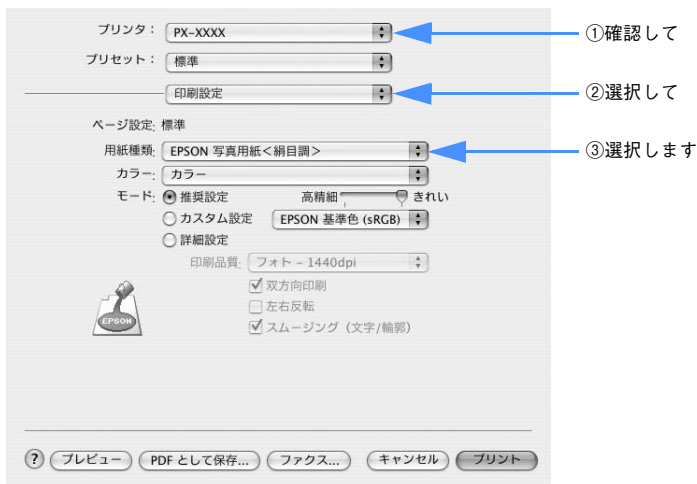 プリンタ： PX-XXXX ①確認して
プリセット： 標準
印刷設定 ②選択して
ページ設定: 標準
用紙種類: EPSON 写真用紙＜絹目調＞ ③選択します
カラー: カラー
モード: 推奨設定 高精細 きれい
カスタム設定 EPSON 基準色 (sRGB)
詳細設定
印刷品質: フォト – 1440dpi
双方向印刷
左右反転
スムージング（文字/輪郭）
EPSON
? プレビュー PDF として保存... ファクス... キャンセル プリント